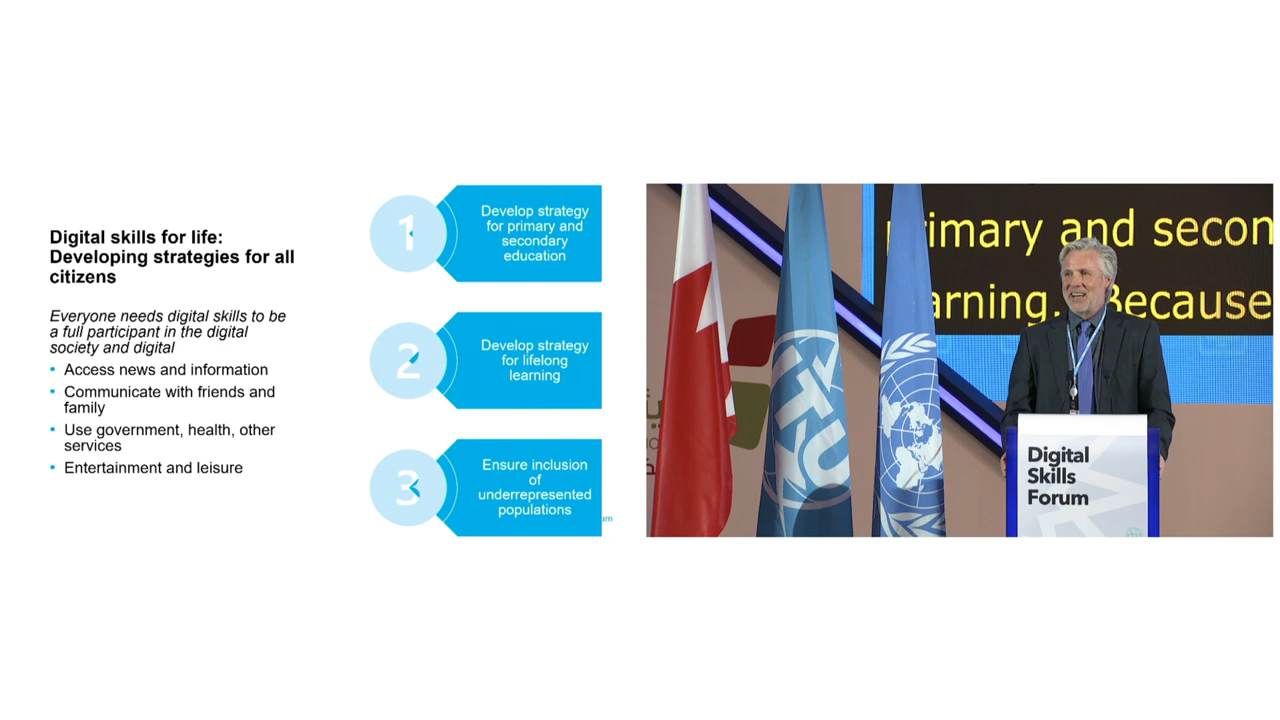 Digital skills for life:
Developing strategies for all
citizens
Everyone needs digital skills to be
a full participant in the digital
society and digital
• Access news and information
• Communicate with friends and
family
• Use government, health, other
services
• Entertainment and leisure
1
Develop strategy
for primary and
secondary
education
2
Develop strategy
for lifelong
learning
3
Ensure inclusion
of
underrepresented
populations
um
primary and secon
arning. Because
ITU
Digital
Skills
Forum